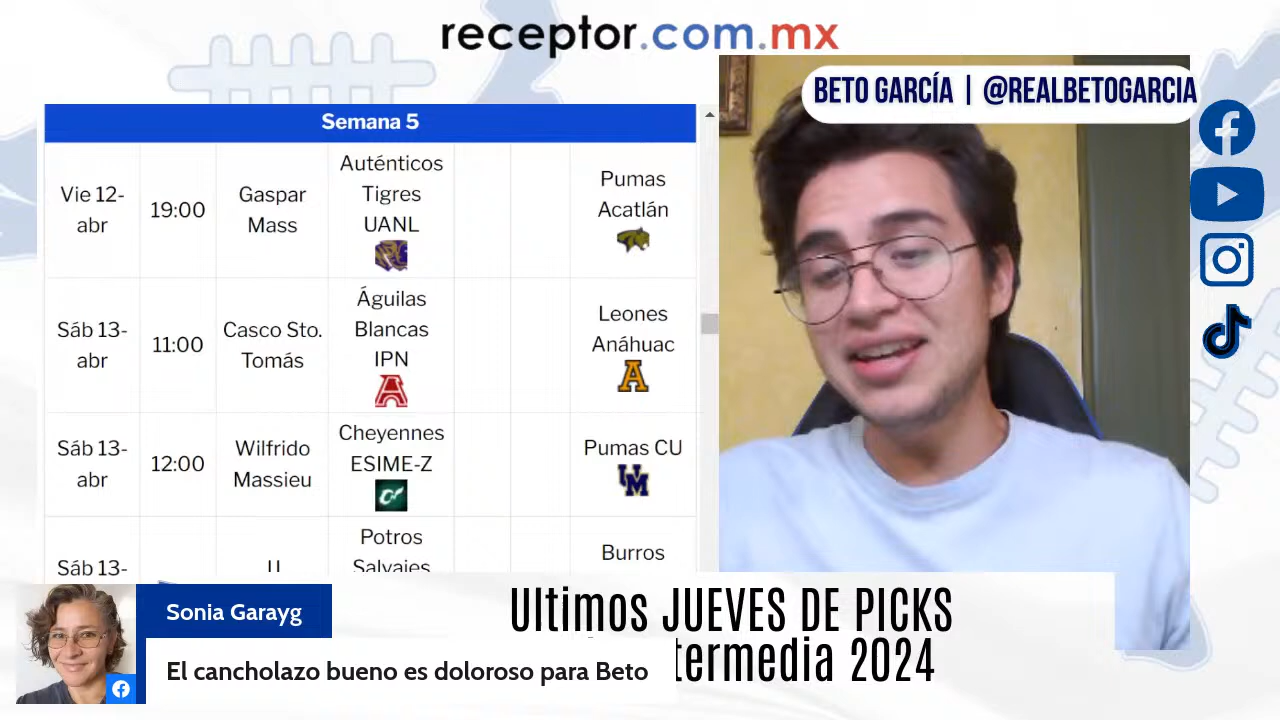 receptor.com.mx
BETO GARCÍA | @REALBETOGARCIA
Semana 5
Vie 12-
abr
19:00
Gaspar
Mass
Auténticos
Tigres
UANL
Pumas
Acatlán
Sáb 13-
abr
11:00
Casco Sto.
Tomás
Águilas
Blancas
IPN
Leones
Anáhuac
Sáb 13-
abr
12:00
Wilfrido
Massieu
Cheyennes
ESIME-Z
Pumas CU
Sáb 13-
Potros
Salvajes
Burros
Ultimos JUEVES DE PICKS
termedia 2024
Sonia Garayg
El cancholazo bueno es doloroso para Beto